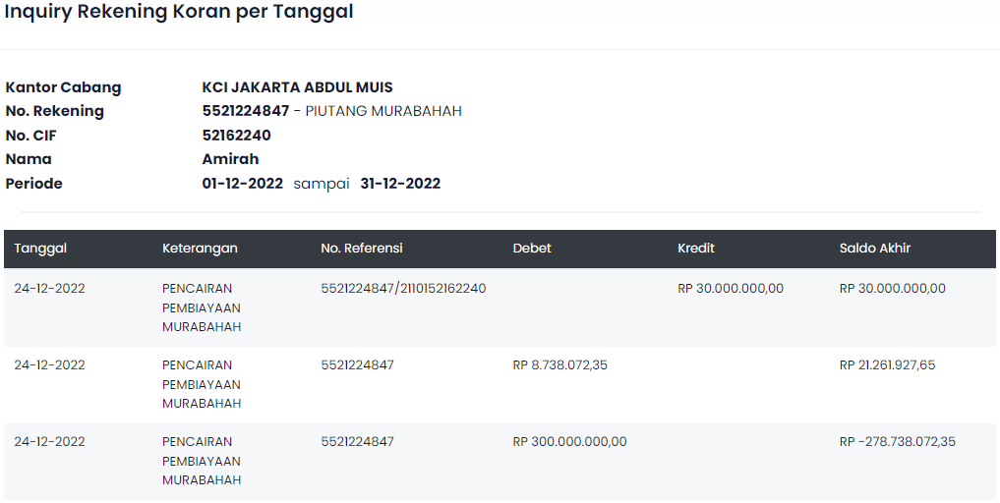 Inquiry Rekening Koran per Tanggal
Kantor Cabang KCI JAKARTA ABDUL MUIS
No. Rekening 5521224847 - PIUTANG MURABAHAH
No. CIF 52162240
Nama Amirah
Periode 01-12-2022 sampai 31-12-2022
Tanggal Keterangan No. Referensi Debet Kredit Saldo Akhir
24-12-2022 PENCAIRAN 5521224847/2110152162240 RP 30.000.000,00 RP 30.000.000,00
PEMBIAYAAN
MURABAHAH
24-12-2022 PENCAIRAN 5521224847 RP 8.738.072,35 RP 21.261.927,65
PEMBIAYAAN
MURABAHAH
24-12-2022 PENCAIRAN 5521224847 RP 300.000.000,00 RP -278.738.072,35
PEMBIAYAAN
MURABAHAH